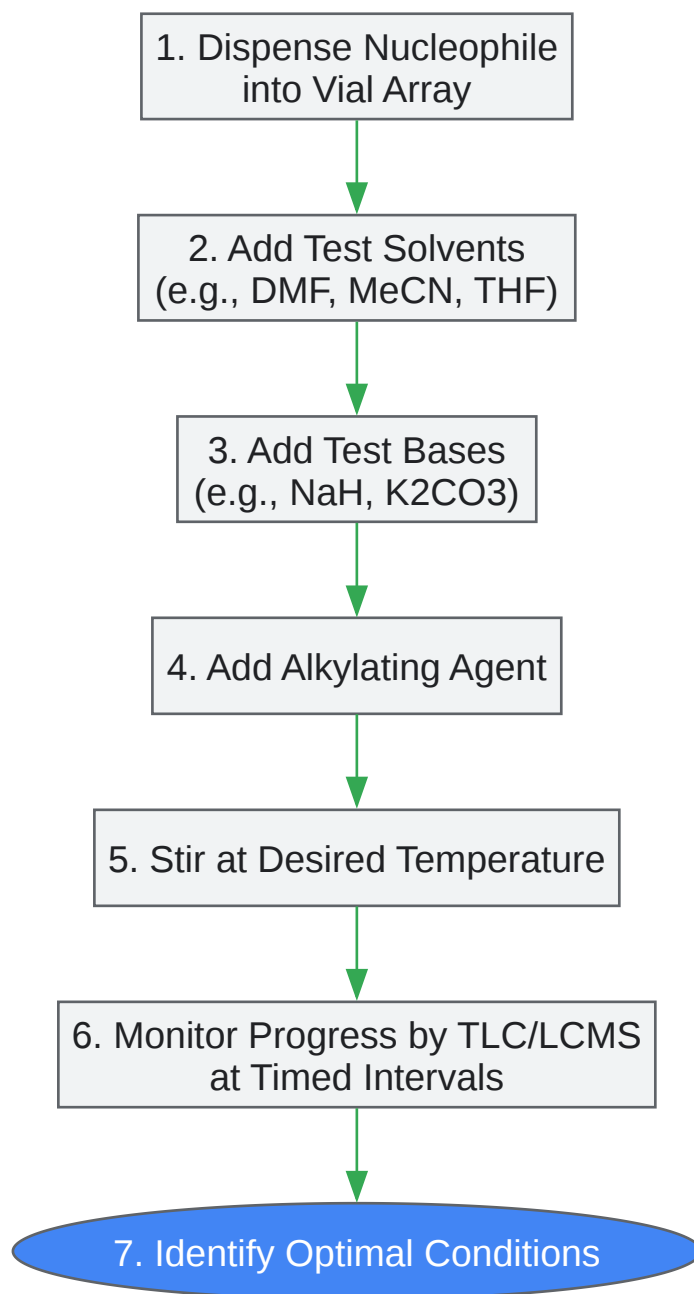 1. Dispense Nucleophile
into Vial Array
2. Add Test Solvents
(e.g., DMF, MeCN, THF)
3. Add Test Bases
(e.g., NaH, K2CO3)
4. Add Alkylating Agent
5. Stir at Desired Temperature
6. Monitor Progress by TLC/LCMS
at Timed Intervals
7. Identify Optimal Conditions